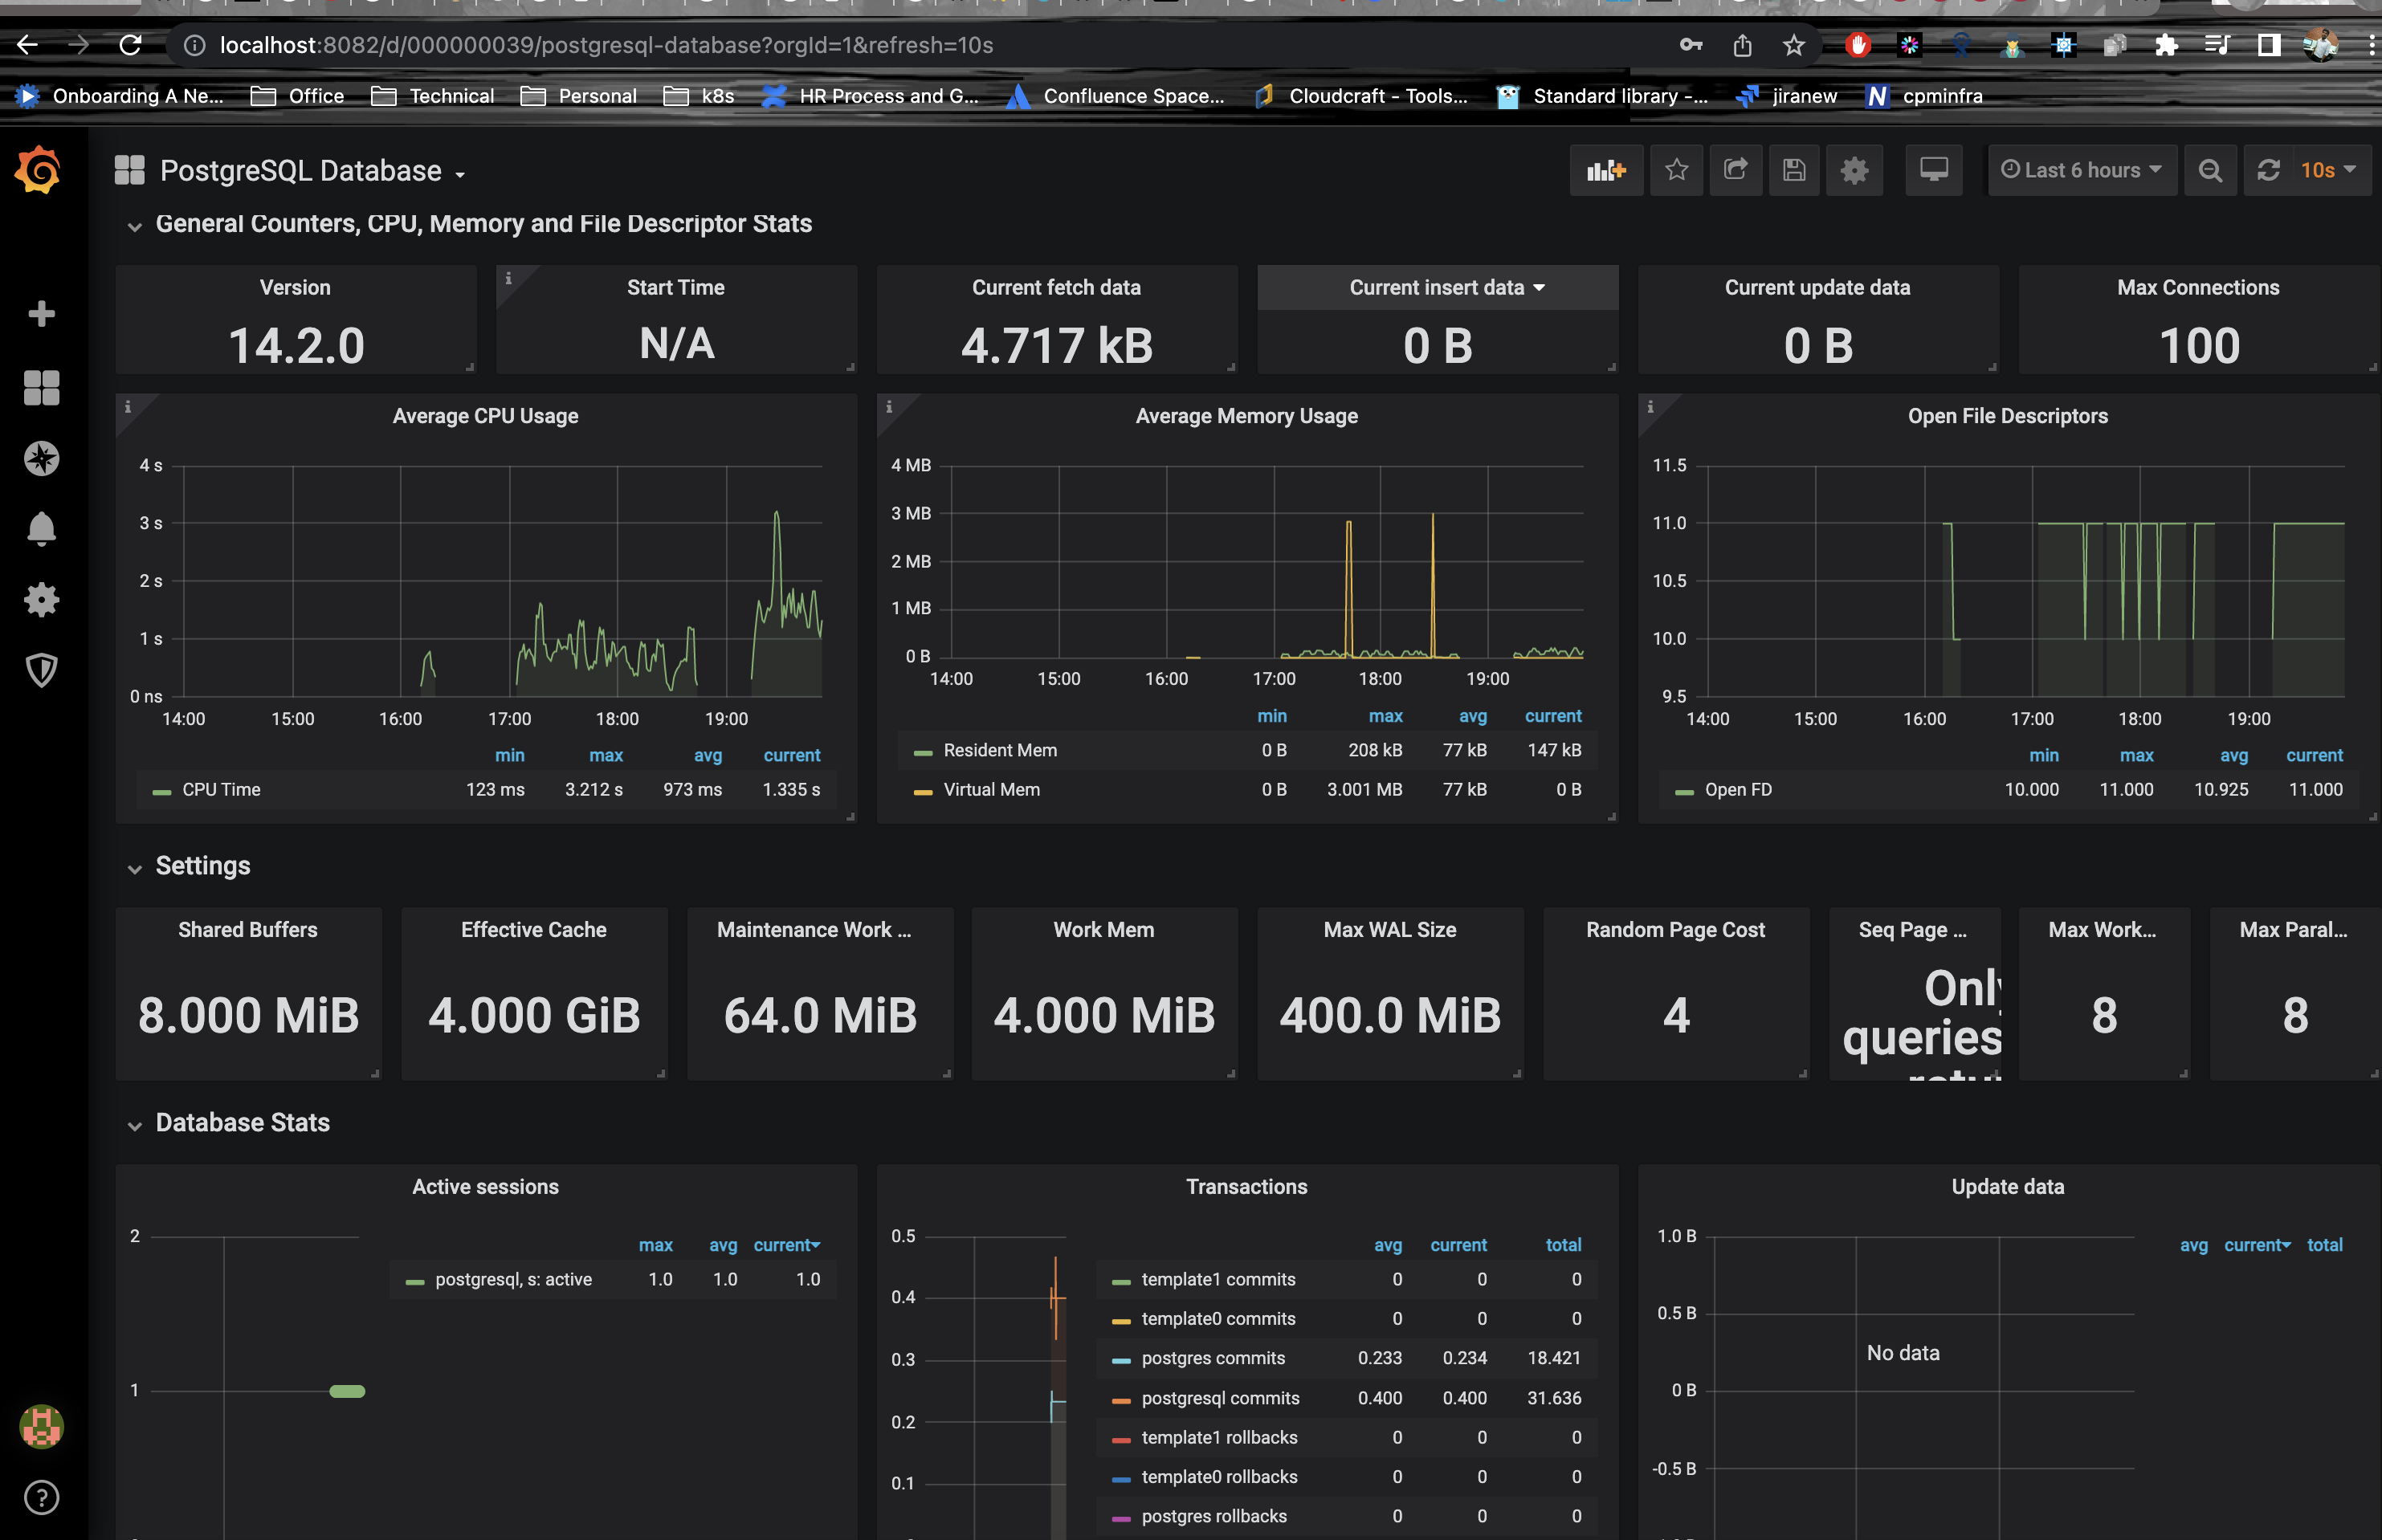 localhost:8082/d/000000039/postgresql-database?orgId=1&refresh=10s
Onboarding A Ne... Office Technical Personal k8s HR Process and G... Confluence Space... Cloudcraft - Tools... Standard library -... jiranew N cpminfra
PostgreSQL Database Last 6 hours 10s
General Counters, CPU, Memory and File Descriptor Stats
Version
14.2.0
Start Time
N/A
Current fetch data
4.717 kB
Current insert data
0 B
Current update data
0 B
Max Connections
100
Average CPU Usage
4 s
3 s
2 s
1 s
0 ns
14:00 15:00 16:00 17:00 18:00 19:00
min max avg current
CPU Time 123 ms 3.212 s 973 ms 1.335 s
Average Memory Usage
4 MB
3 MB
2 MB
1 MB
0 B
14:00 15:00 16:00 17:00 18:00 19:00
min max avg current
Resident Mem 0 B 208 kB 77 kB 147 kB
Virtual Mem 0 B 3.001 MB 77 kB 0 B
Open File Descriptors
11.5
11.0
10.5
10.0
9.5
14:00 15:00 16:00 17:00 18:00 19:00
min max avg current
Open FD 10.000 11.000 10.925 11.000
Settings
Shared Buffers
8.000 MiB
Effective Cache
4.000 GiB
Maintenance Work ...
64.0 MiB
Work Mem
4.000 MiB
Max WAL Size
400.0 MiB
Random Page Cost
4
Seq Page ...
Only
queries
retu
Max Work...
8
Max Paral...
8
Database Stats
Active sessions
2
1
max avg current
postgresql, s: active 1.0 1.0 1.0
Transactions
0.5
0.4
0.3
0.2
0.1
avg current total
template1 commits 0 0 0
template0 commits 0 0 0
postgres commits 0.233 0.234 18.421
postgresql commits 0.400 0.400 31.636
template1 rollbacks 0 0 0
template0 rollbacks 0 0 0
postgres rollbacks 0 0 0
Update data
1.0 B
0.5 B
0 B
-0.5 B
No data
avg current total